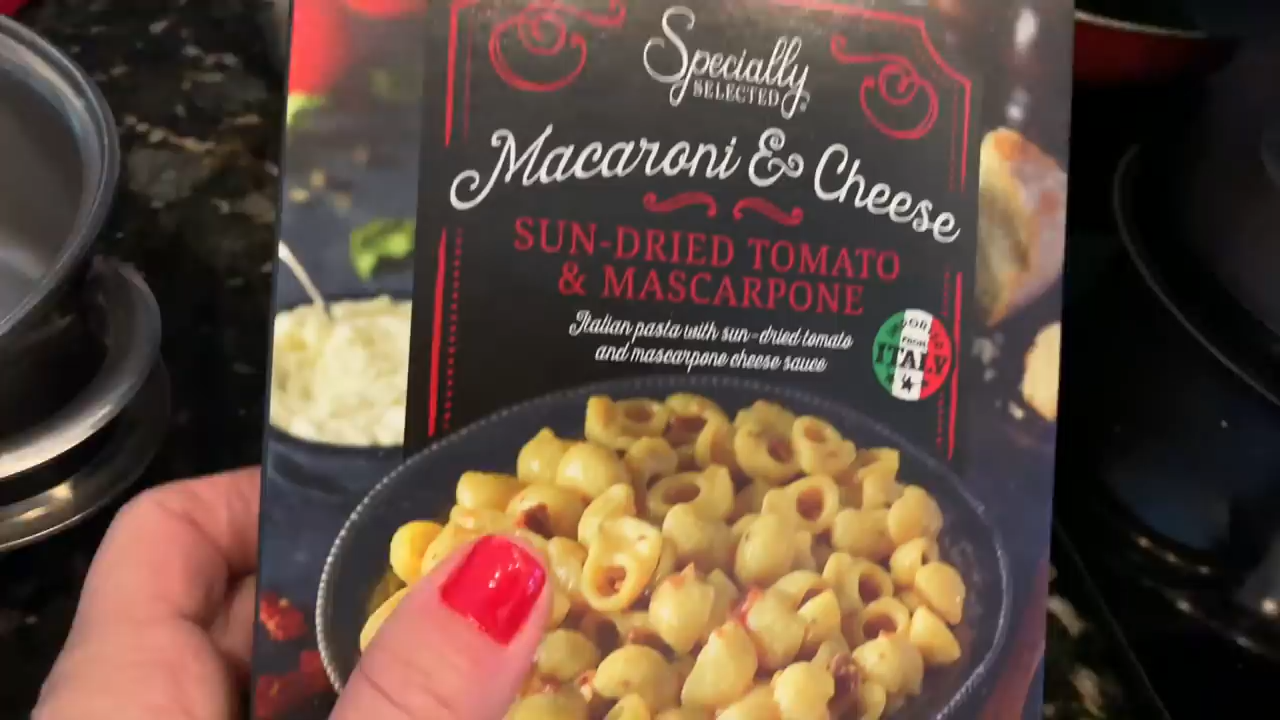 Specially
SELECTED
Macaroni & Cheese
SUN-DRIED TOMATO
& MASCARPONE
Italian pasta with sun-dried tomato
and mascarpone cheese sauce
FROM
ITALY